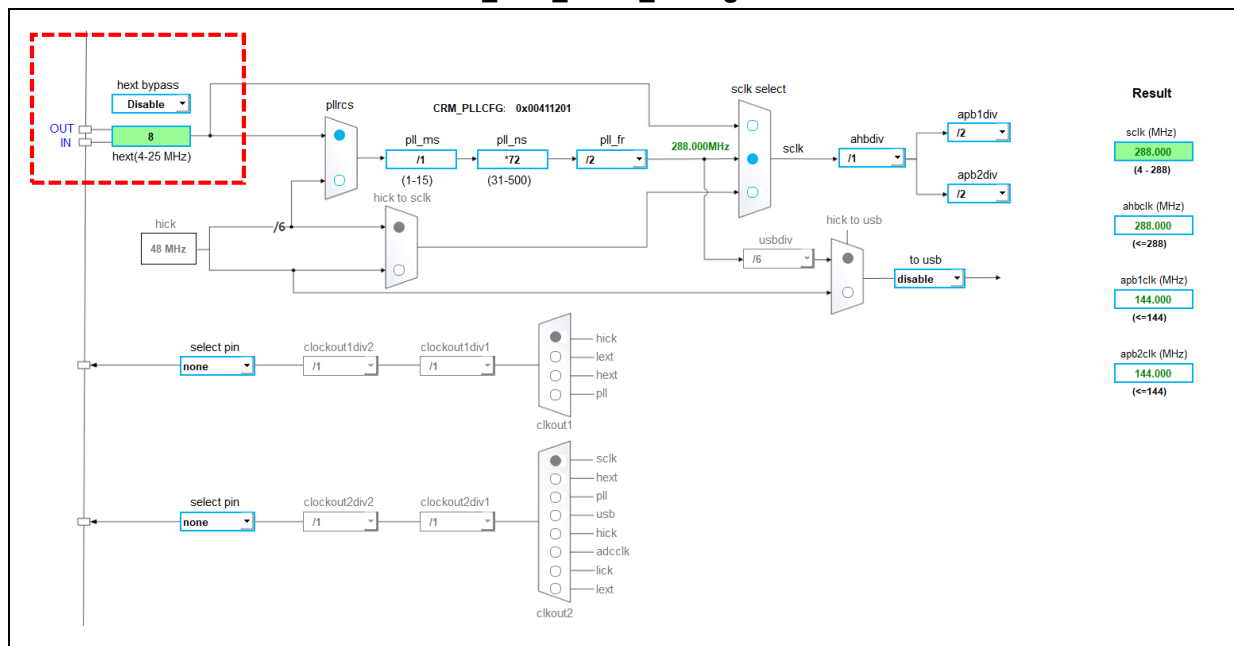 hext bypass
Disable
OUT
IN
8
hext(4-25 MHz)
pllrcs
CRM_PLLCFG: 0x00411201
pll_ms
/1
(1-15)
pll_ns
*72
(31-500)
pll_fr
/2
288.000MHz
sclk select
sclk
ahbdiv
/1
apb1div
/2
apb2div
/2
hick
48 MHz
/6
hick to sclk
usbdiv
/6
hick to usb
to usb
disable
Result
sclk (MHz)
288.000
(4 - 288)
ahbclk (MHz)
288.000
(<=288)
apb1clk (MHz)
144.000
(<=144)
apb2clk (MHz)
144.000
(<=144)
select pin
none
clockout1div2
/1
clockout1div1
/1
hick
lext
hext
pll
clkout1
select pin
none
clockout2div2
/1
clockout2div1
/1
sclk
hext
pll
usb
hick
adcclk
lick
lext
clkout2